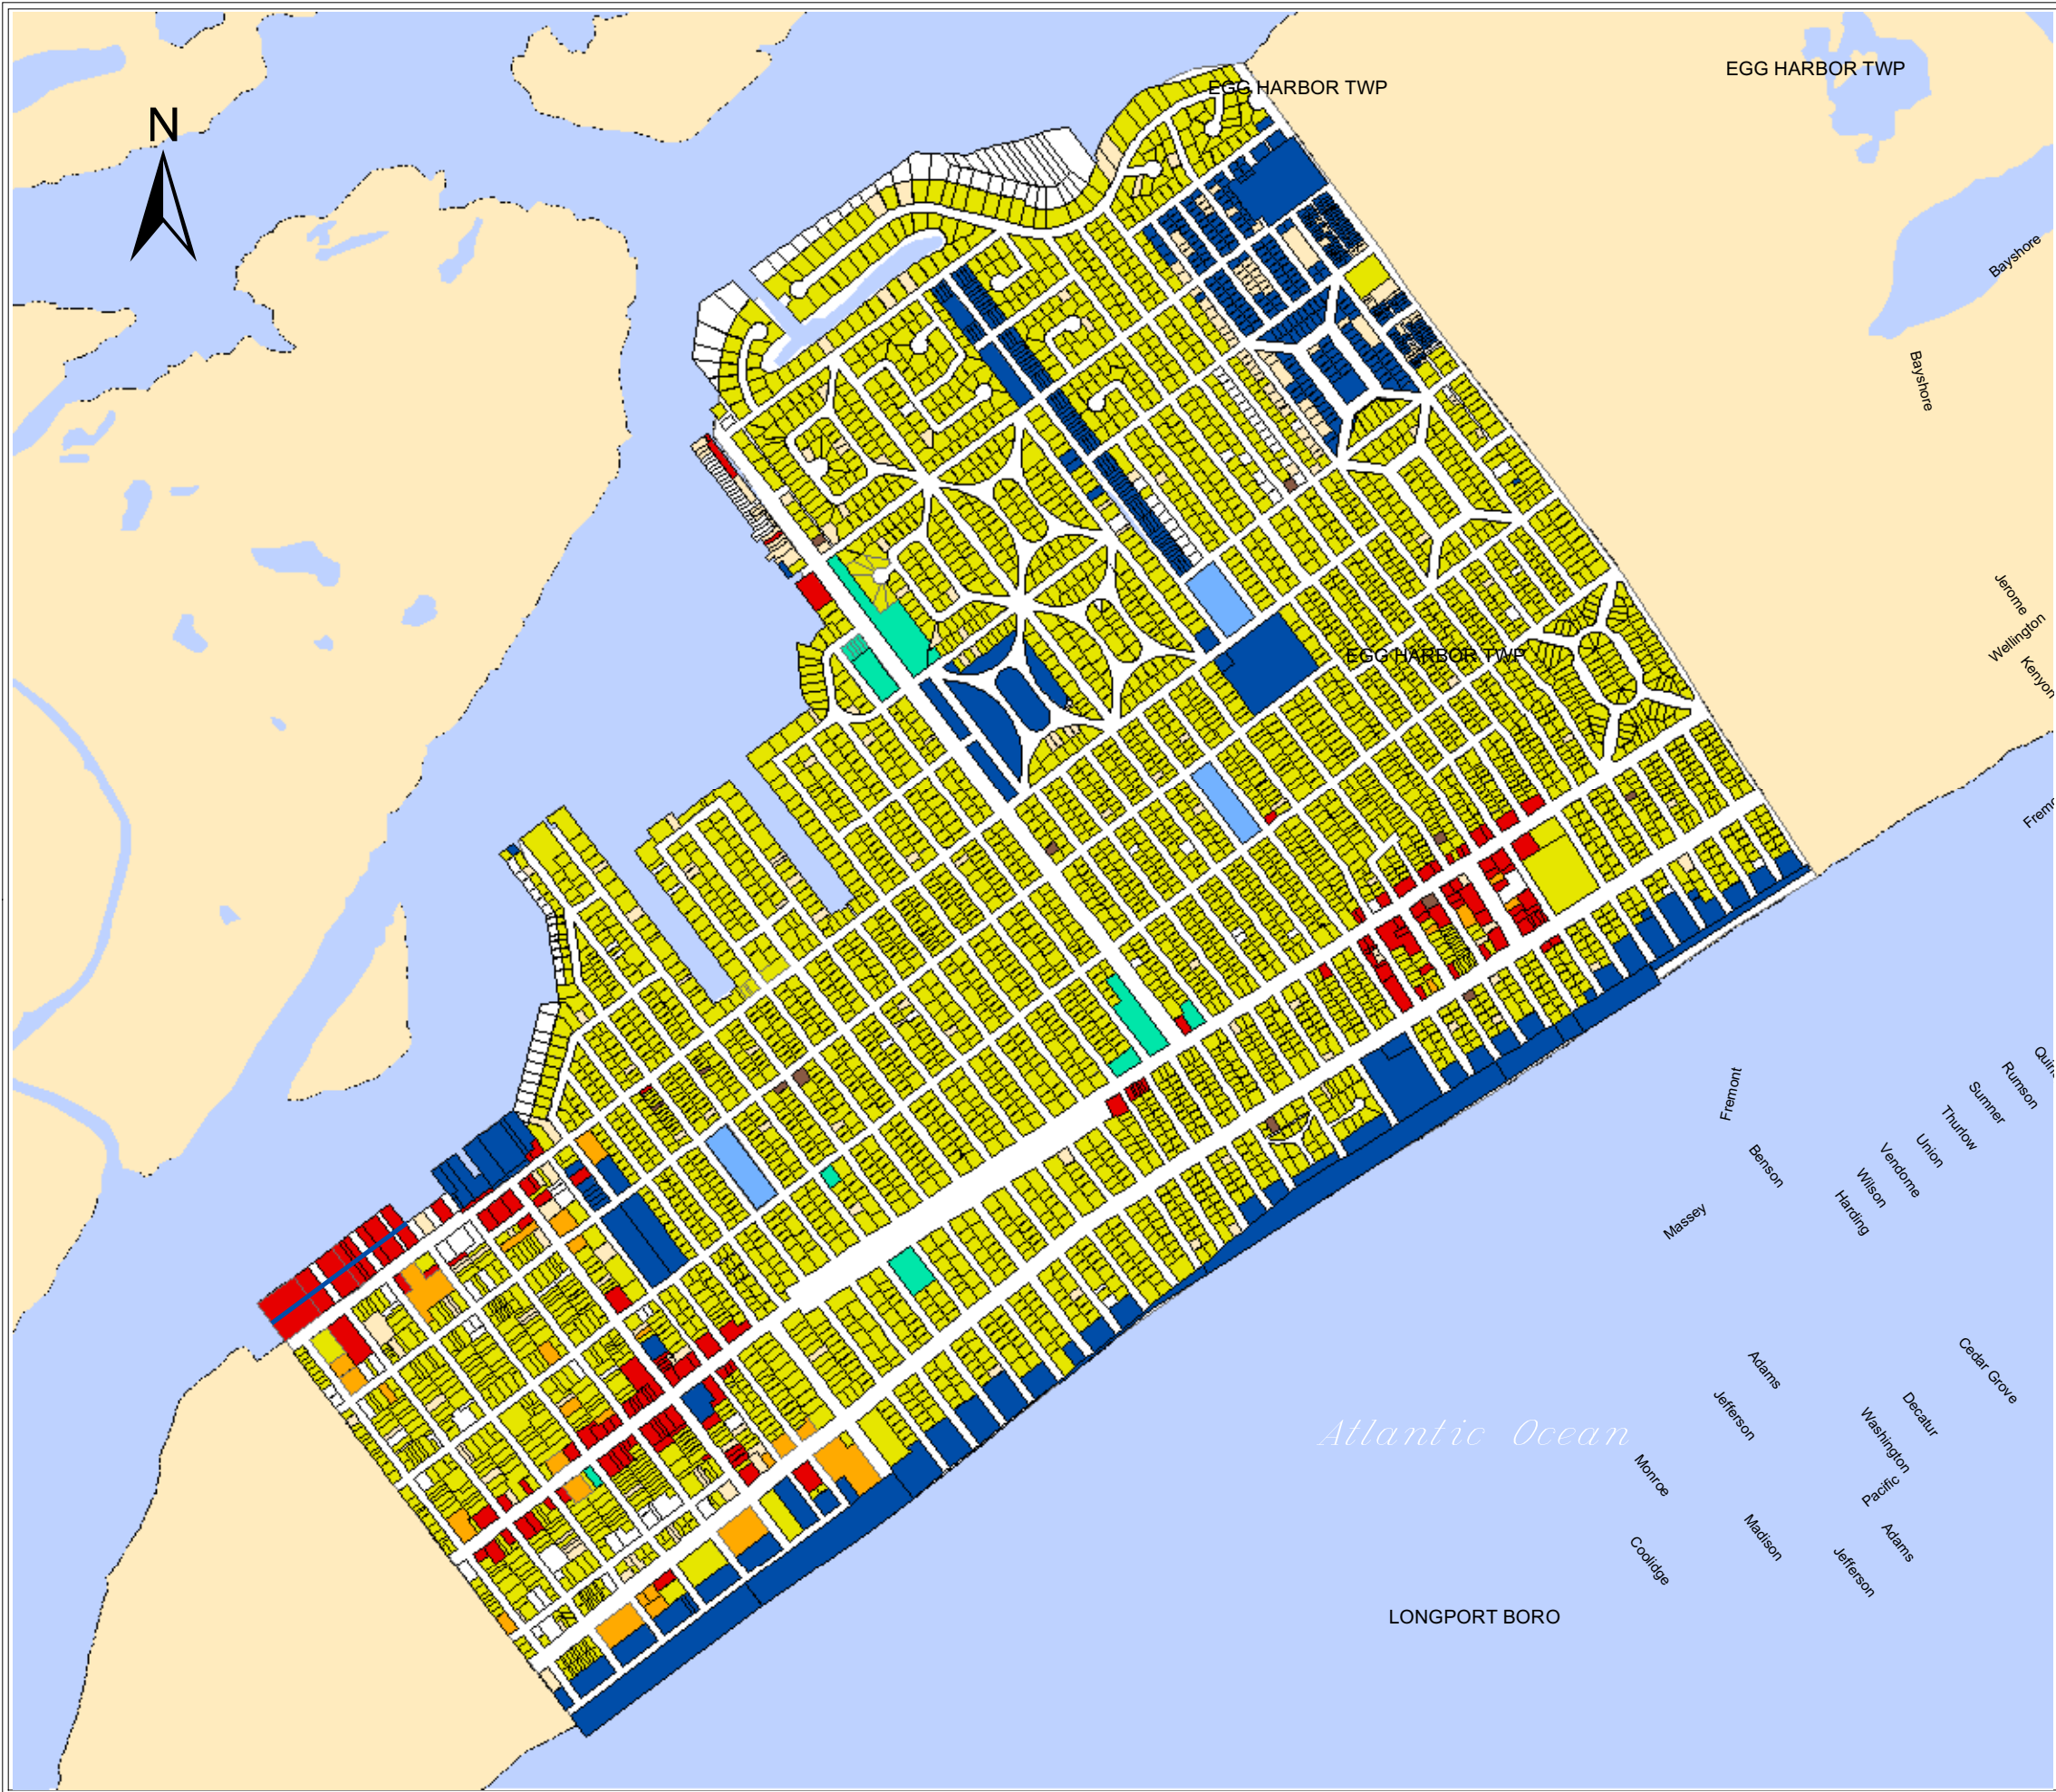 EGG HARBOR TWP
EGG HARBOR TWP
N
Bayshore
Bayshore
Jerome
Wellington
EGG HARBOR TWP
Kenyon
Fremont
Benson
Massey
Rumson
Sumner
Thurlow
Union
Vendome
Wilson
Harding
Adams
Cedar Grove
Jefferson
Decatur
Washington
Atlantic Ocean
Monroe
Pacific
Madison
Adams
Coolidge
Jefferson
LONGPORT BORO